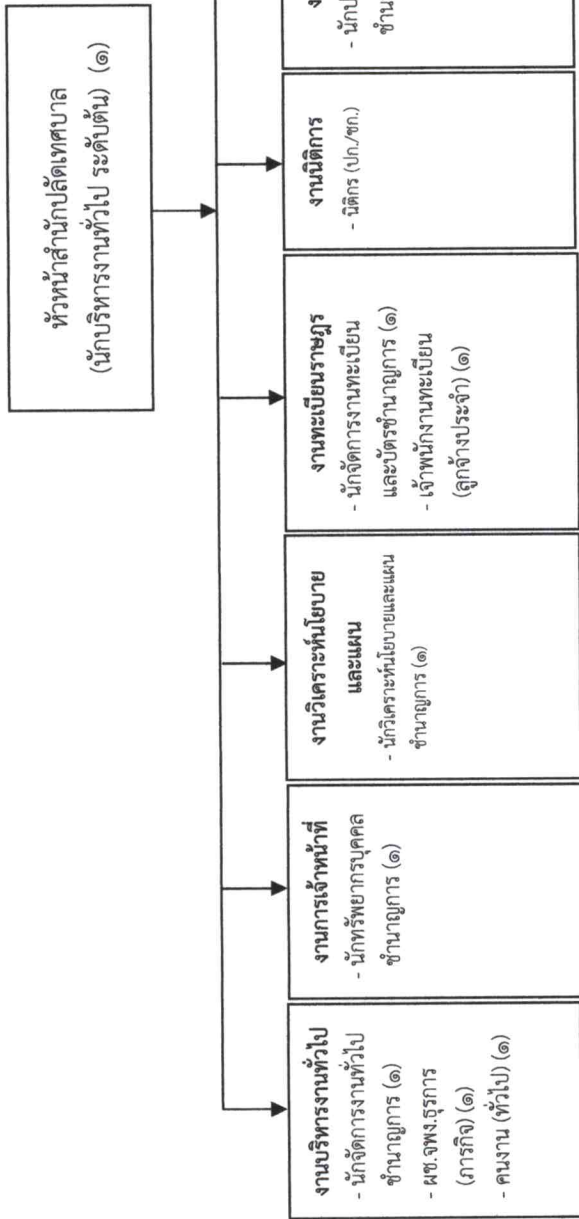 หัวหน้าสำนักปลัดเทศบาล
(นักบริหารงานทั่วไป ระดับต้น) (๑)
งานบริหารงานทั่วไป
- นักจัดการงานทั่วไป
ชำนาญการ (๑)
- ผช.จพง.ธุรการ
(ภารกิจ) (๑)
- คนงาน (ทั่วไป) (๑)
งานการเจ้าหน้าที่
- นักทรัพยากรบุคคล
ชำนาญการ (๑)
งานวิเคราะห์นโยบาย
และแผน
- นักวิเคราะห์นโยบายและแผน
ชำนาญการ (๑)
งานทะเบียนราษฎร
- นักจัดการงานทะเบียน
และบัตรชำนาญการ (๑)
- เจ้าพนักงานทะเบียน
(ลูกจ้างประจำ) (๑)
งานนิติการ
- นิติกร (ปก./ชก.)
- นักป
ชำน